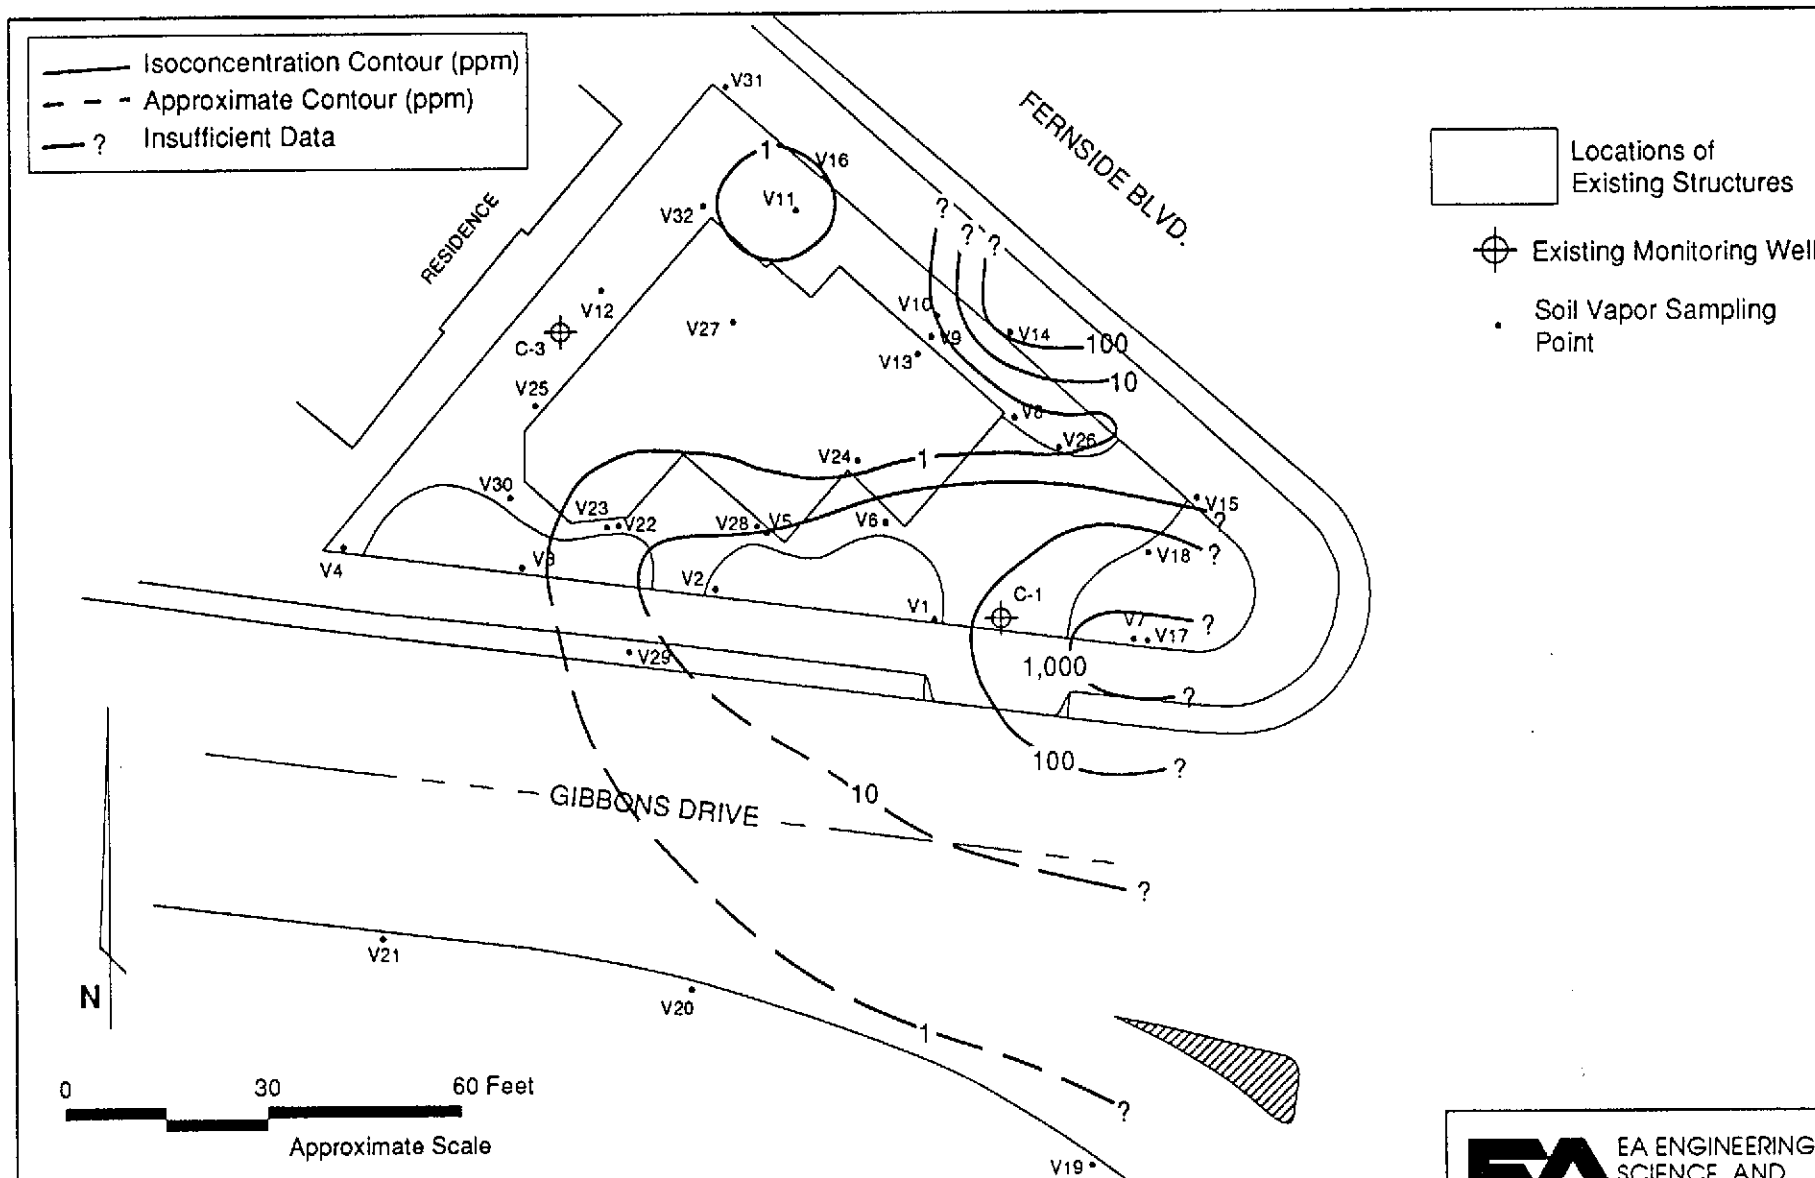 Isoconcentration Contour (ppm)
Approximate Contour (ppm)
? Insufficient Data
Locations of
Existing Structures
Existing Monitoring Well
Soil Vapor Sampling
Point
FERNSIDE BLVD.
RESIDENCE
V31
1
V16
V11
V32
?
?
?
V12
V27
V10
V9
V14
100
C-3
V13
10
V25
V8
V24
1
V26
V30
V23
V22
V28
V5
V6
V15
?
V4
V3
V2
V1
C-1
V18
?
V7
V17
?
V29
1,000
?
100
?
10
GIBBONS DRIVE
?
V21
V20
N
1
?
V19
0 30 60 Feet
Approximate Scale
EA
EA ENGINEERING
SCIENCE AND